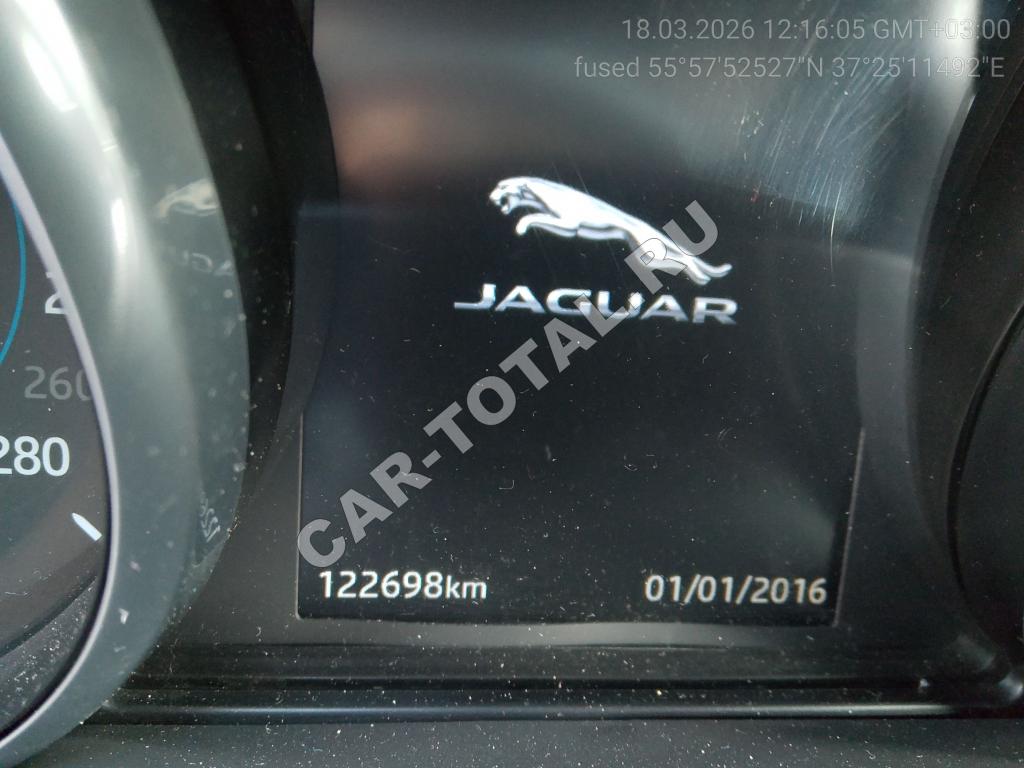 18.03.2026 12:16:05 GMT+03:00
fused 55°57'52527"N 37°25'11492"E
JAGUAR
CAR-TOTAL.RU
260
280
122698km
01/01/2016